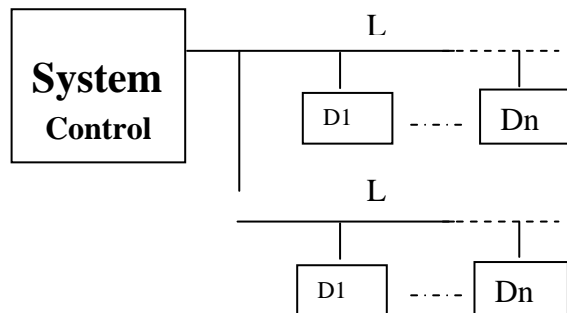 L
System
Control
D1
Dn
L
D1
Dn